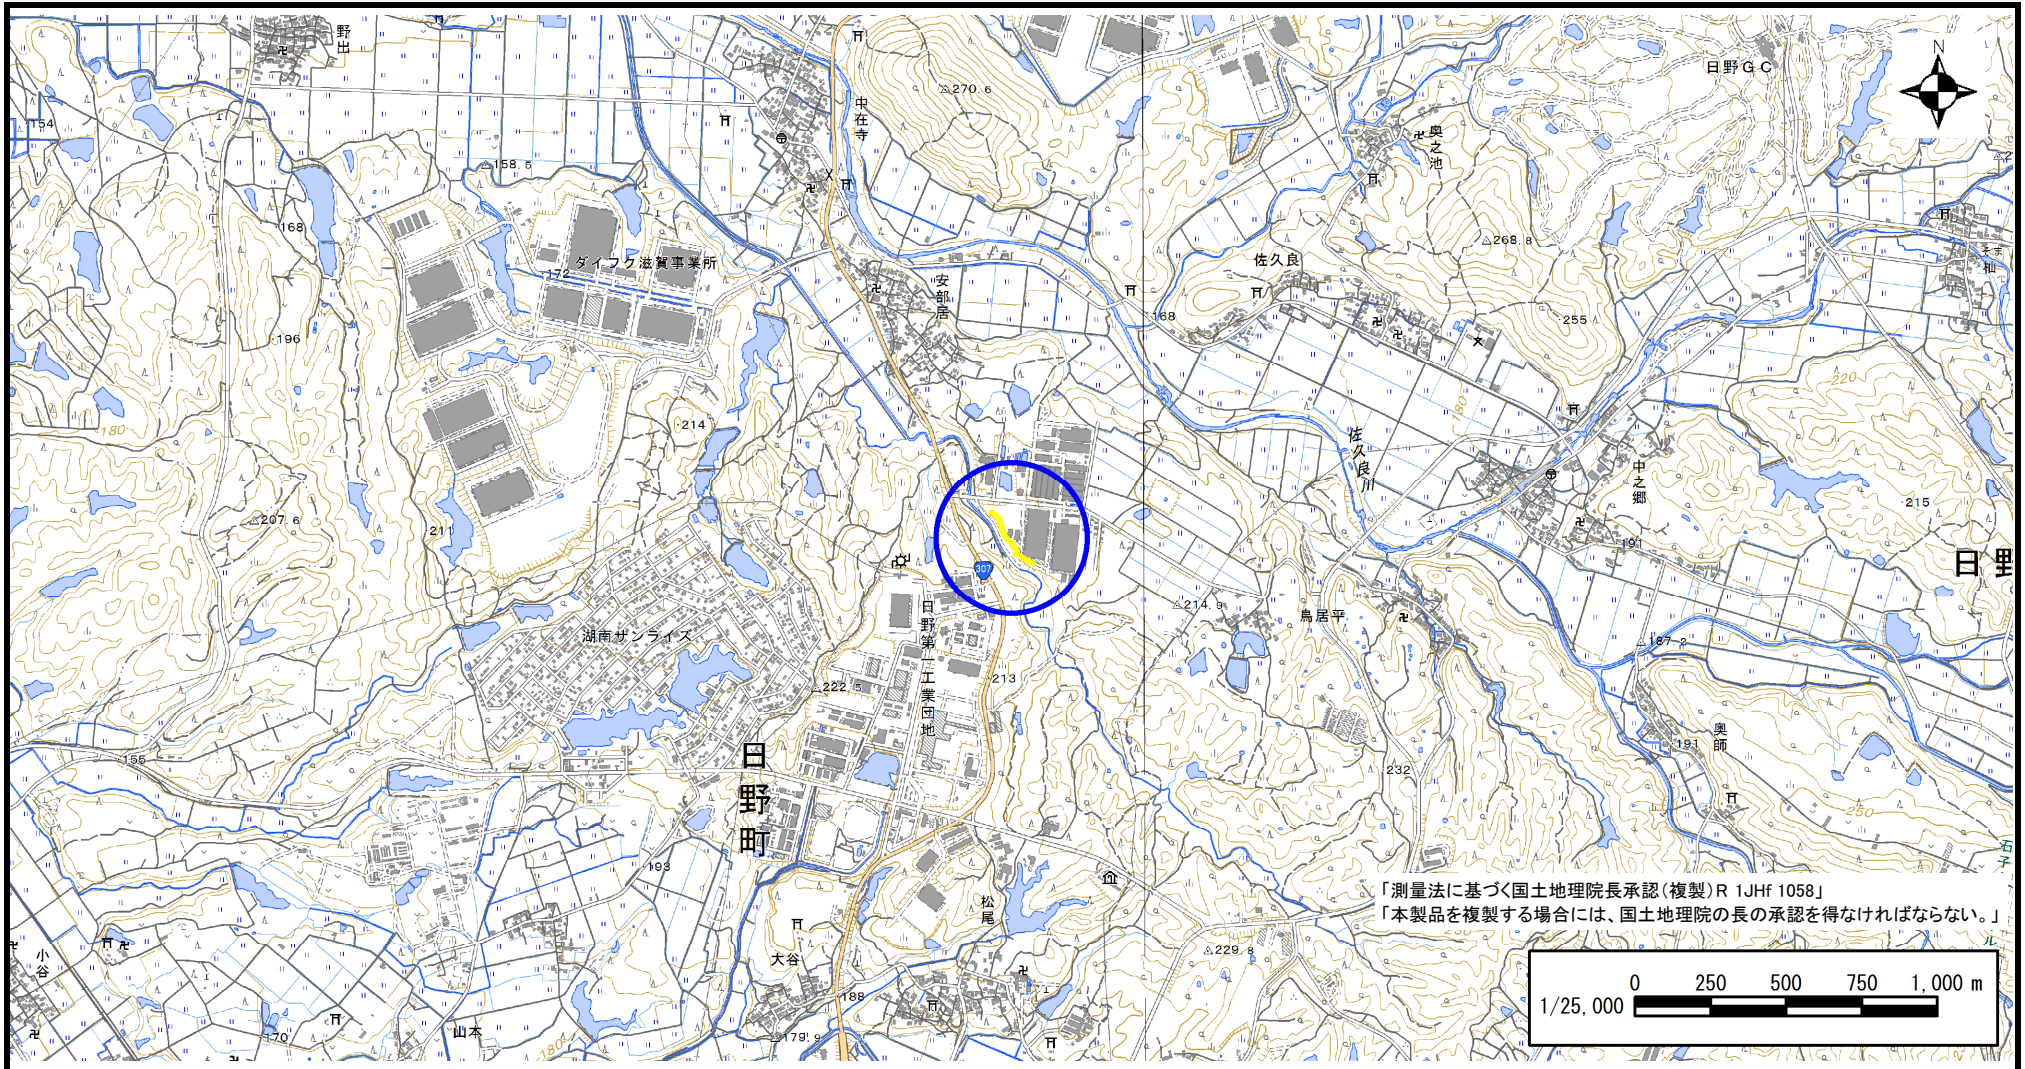 野出
日野GC
N
270.6
中在寺
奥之池
154
158.5
168
268.8
ダイフク滋賀事業所
172
佐久良
杣
安部居
168
255
196
220
180
214
180
佐久良川
中之郷
215
207.6
211
191
日野
307
214.9
鳥居平
日野第二工業団地
湖南サンライズ
187.2
213
222.5
奥師
191
155
日野町
232
193
石子
「測量法に基づく国土地理院長承認(複製)R 1JHf 1058」
「本製品を複製する場合には、国土地理院の長の承認を得なければならない。」
松尾
小谷
229.8
大谷
188
0 250 500 750 1,000 m
1/25,000
170
山本
180
179.9